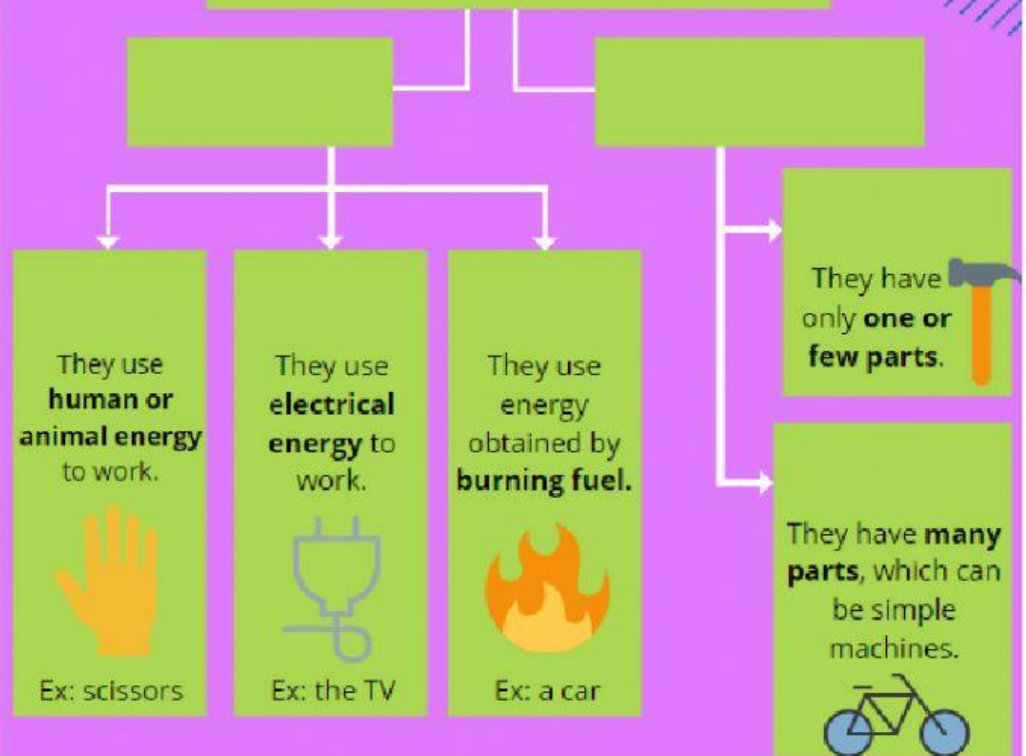 They use
human or
animal energy
to work.
Ex: scissors
They use
electrical
energy to
work.
Ex: the TV
They use
energy
obtained by
burning fuel.
Ex: a car
They have
only one or
few parts.
They have many
parts, which can
be simple
machines.